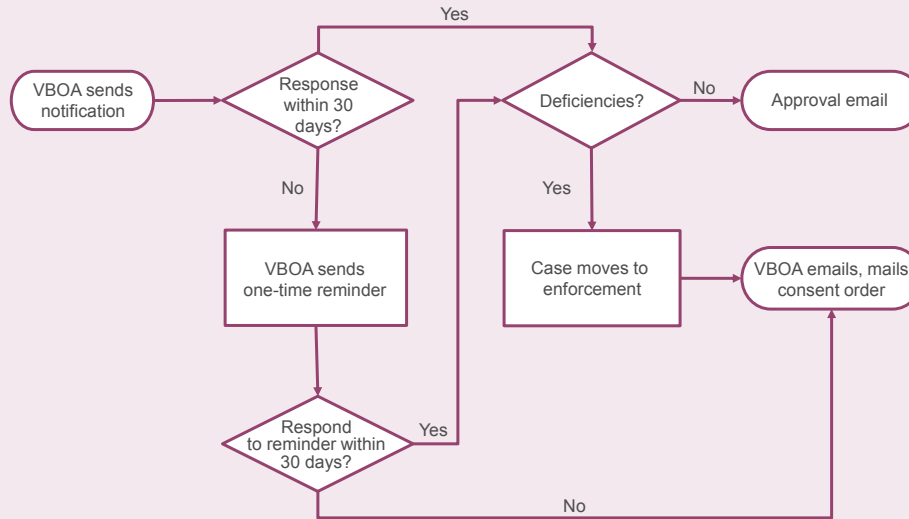 Yes
VBOA sends
notification
Response
within 30
days?
Deficiencies?
No
Approval email
No
Yes
VBOA sends
one-time reminder
Case moves to
enforcement
VBOA emails, mails
consent order
Respond
to reminder within
30 days?
Yes
No